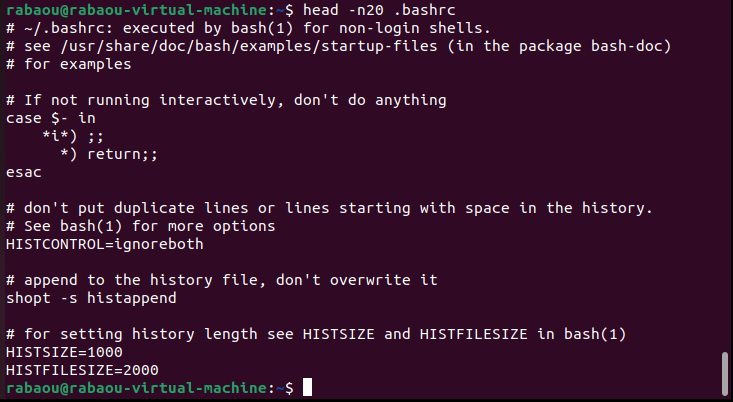 rabaou@rabaou-virtual-machine:~$ head -n20 .bashrc
# ~/.bashrc: executed by bash(1) for non-login shells.
# see /usr/share/doc/bash/examples/startup-files (in the package bash-doc)
# for examples

# If not running interactively, don't do anything
case $- in
    *i*) ;;
      *) return;;
esac

# don't put duplicate lines or lines starting with space in the history.
# See bash(1) for more options
HISTCONTROL=ignoreboth

# append to the history file, don't overwrite it
shopt -s histappend

# for setting history length see HISTSIZE and HISTFILESIZE in bash(1)
HISTSIZE=1000
HISTFILESIZE=2000
rabaou@rabaou-virtual-machine:~$